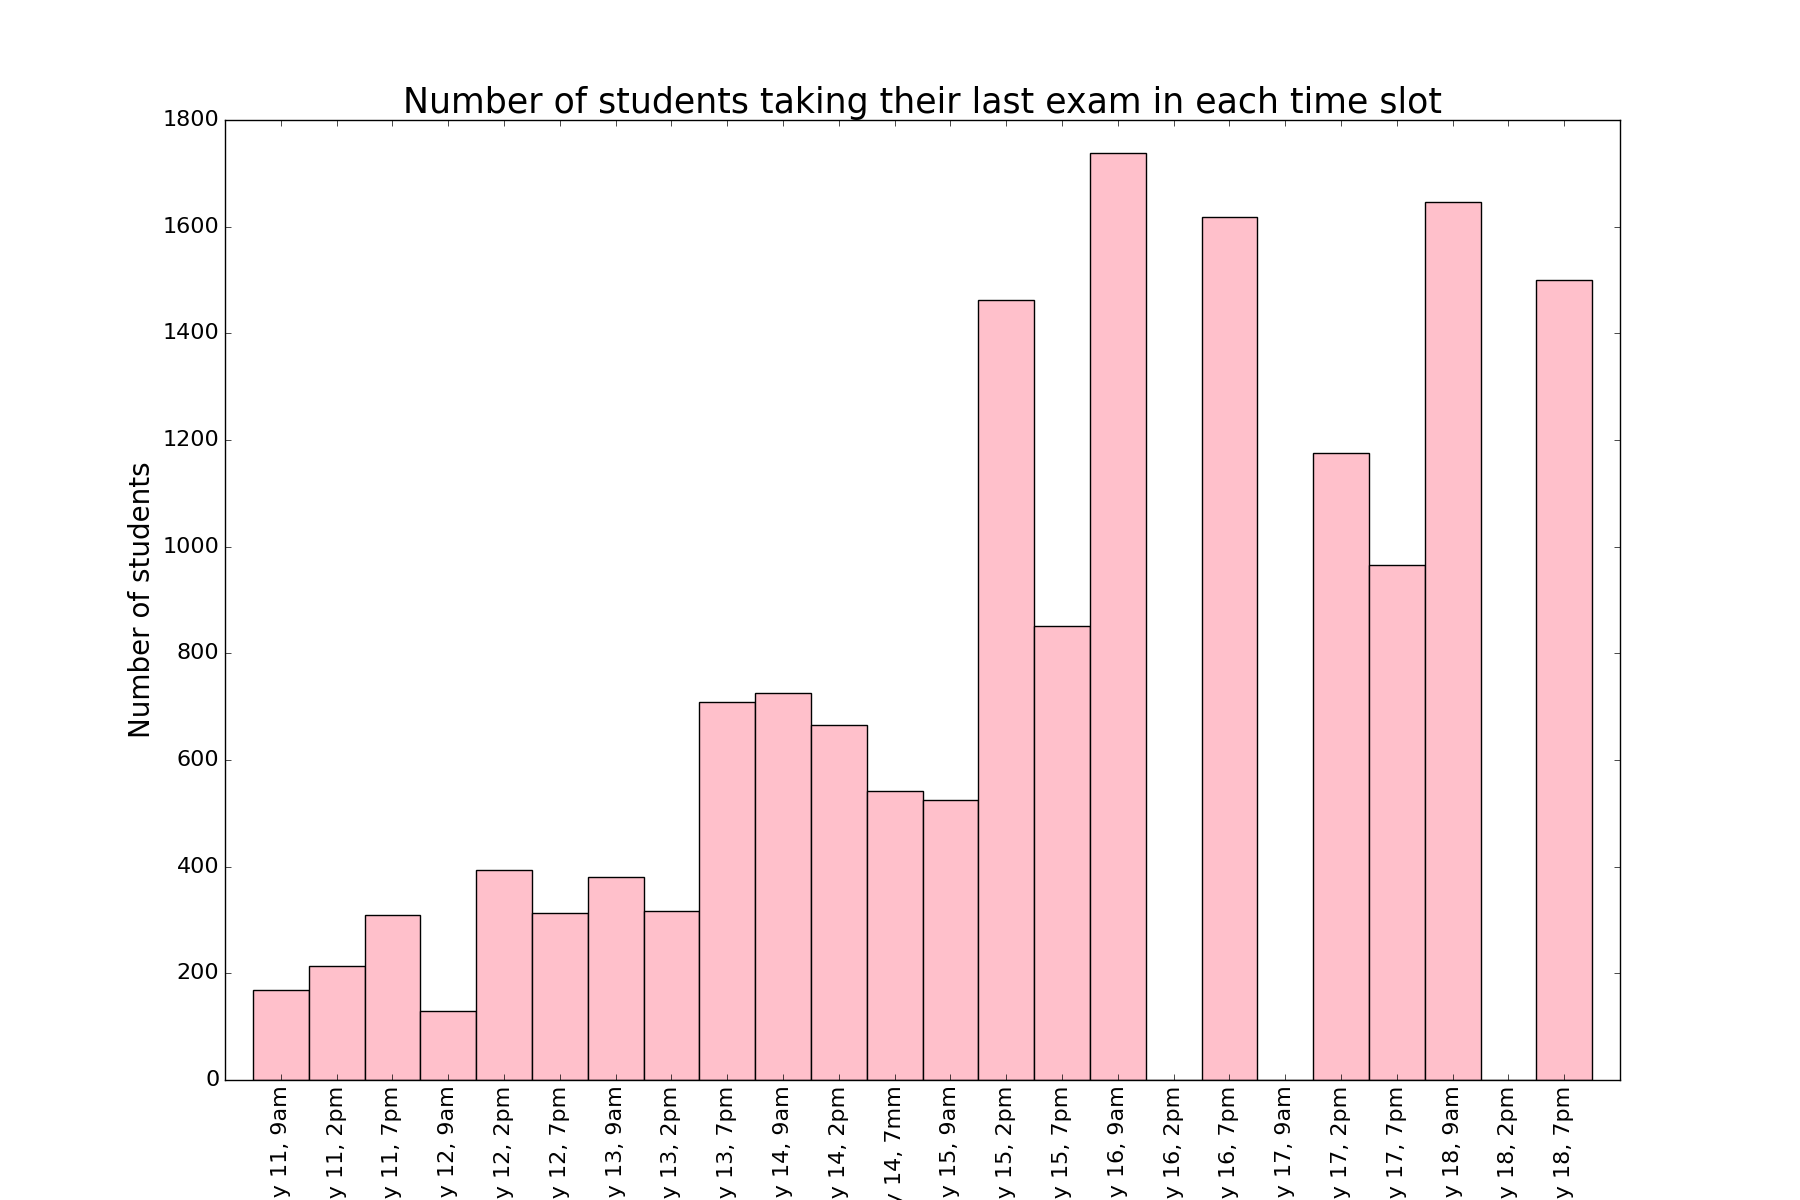 Number of students taking their last exam in each time slot
Number of students
1800
1600
1400
1200
1000
800
600
400
200
0
y 11, 9am
y 11, 2pm
y 11, 7pm
y 12, 9am
y 12, 2pm
y 12, 7pm
y 13, 9am
y 13, 2pm
y 13, 7pm
y 14, 9am
y 14, 2pm
y 14, 7mm
y 15, 9am
y 15, 2pm
y 15, 7pm
y 16, 9am
y 16, 2pm
y 16, 7pm
y 17, 9am
y 17, 2pm
y 17, 7pm
y 18, 9am
y 18, 2pm
y 18, 7pm